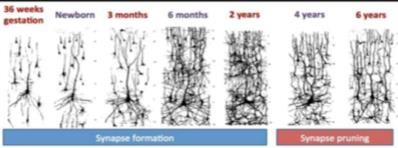 36 weeks
gestation
Newborn
3 months
6 months
2 years
4 years
6 years
Synapse formation
Synapse pruning